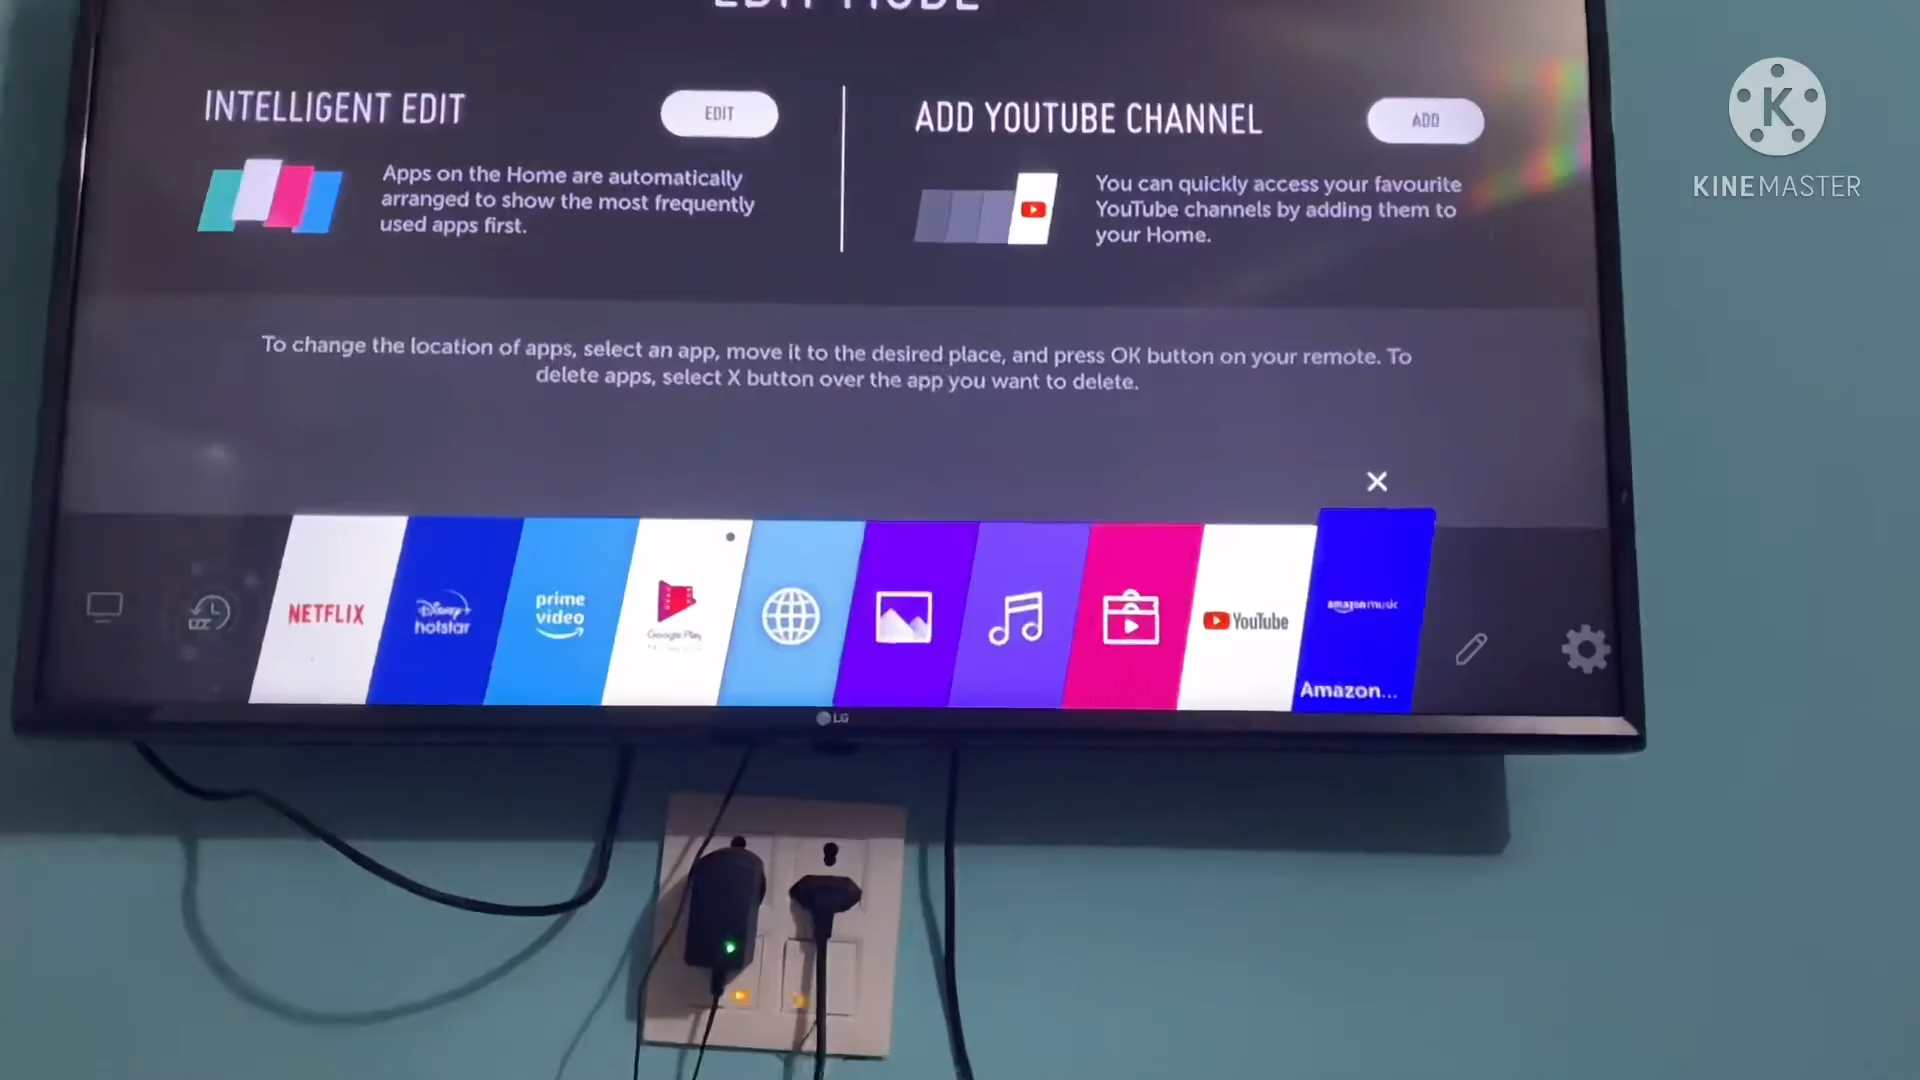 EDIT MODE
INTELLIGENT EDIT
EDIT
Apps on the Home are automatically
arranged to show the most frequently
used apps first.
ADD YOUTUBE CHANNEL
ADD
You can quickly access your favourite
YouTube channels by adding them to
your Home.
K
KINEMASTER
To change the location of apps, select an app, move it to the desired place, and press OK button on your remote. To
delete apps, select X button over the app you want to delete.
NETFLIX
Disney+
hotstar
prime
video
Google Play
YouTube
amazon music
Amazon...
LG